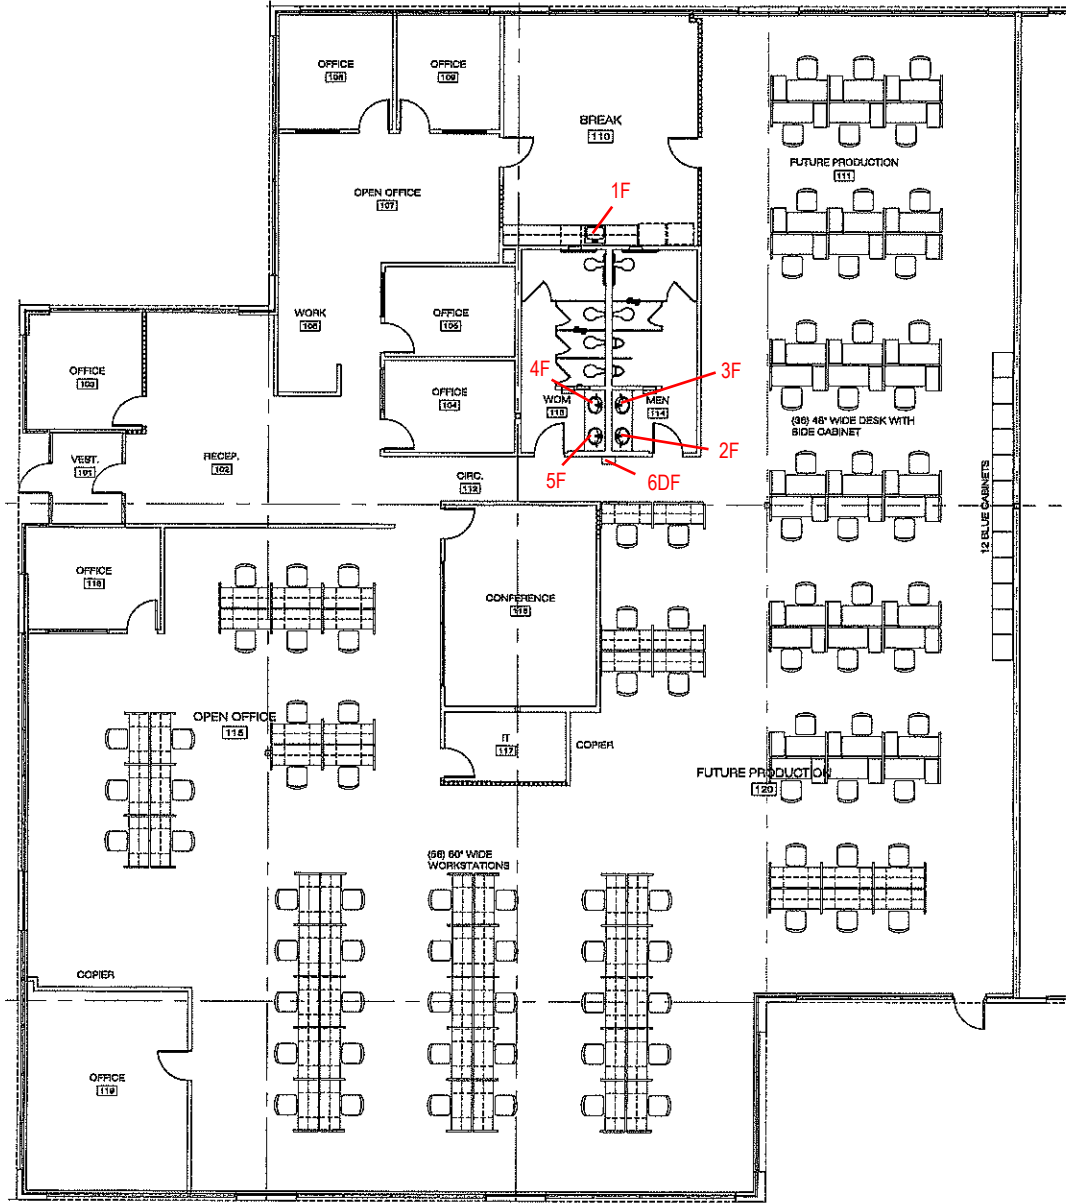 OFFICE
108
OFFICE
109
BREAK
110
FUTURE PRODUCTION
111
OPEN OFFICE
107
1F
WORK
106
OFFICE
105
OFFICE
103
OFFICE
104
4F
3F
WOM
113
MEN
114
(36) 48" WIDE DESK WITH
SIDE CABINET
VEST.
101
RECEP.
102
2F
5F
6DF
CIRC.
112
12 BLUE CABINETS
OFFICE
118
CONFERENCE
116
OPEN OFFICE
115
IT
117
COPIER
FUTURE PRODUCTION
120
(56) 60" WIDE
WORKSTATIONS
COPIER
OFFICE
119